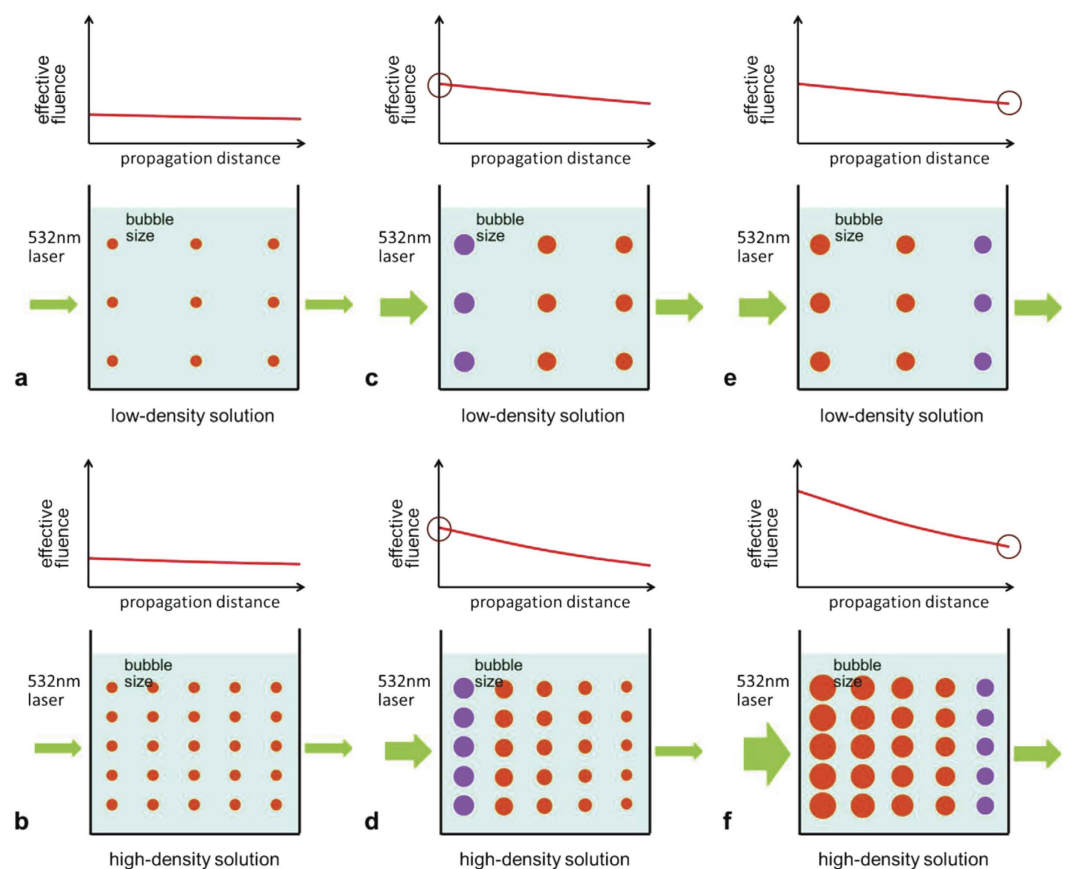 effective
fluence
propagation distance
532nm
laser
bubble
size
a
low-density solution
effective
fluence
propagation distance
532nm
laser
bubble
size
c
low-density solution
effective
fluence
propagation distance
532nm
laser
bubble
size
e
low-density solution
effective
fluence
propagation distance
532nm
laser
bubble
size
b
high-density solution
effective
fluence
propagation distance
532nm
laser
bubble
size
d
high-density solution
effective
fluence
propagation distance
532nm
laser
bubble
size
f
high-density solution